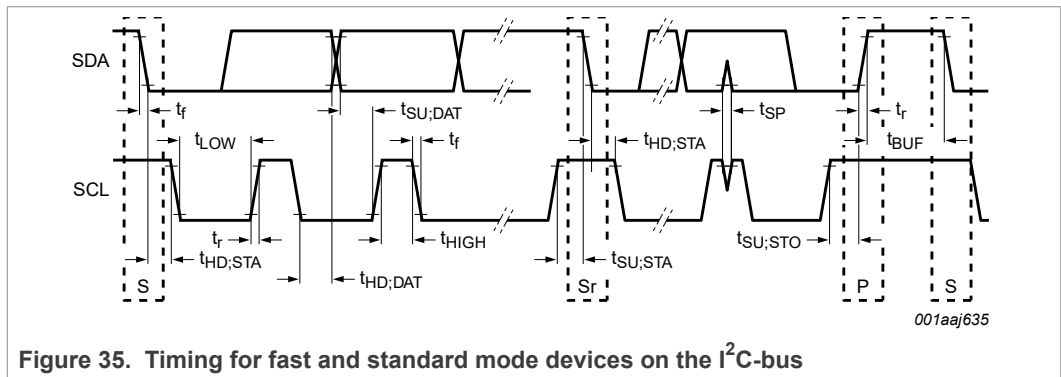 SDA
t_f
t_SU;DAT
t_SP
t_r
t_LOW
t_f
t_HD;STA
t_BUF
SCL
t_r
t_HIGH
t_SU;STO
t_HD;STA
t_HD;DAT
t_SU;STA
S
Sr
P
S
001aaj635
Figure 35. Timing for fast and standard mode devices on the I²C-bus